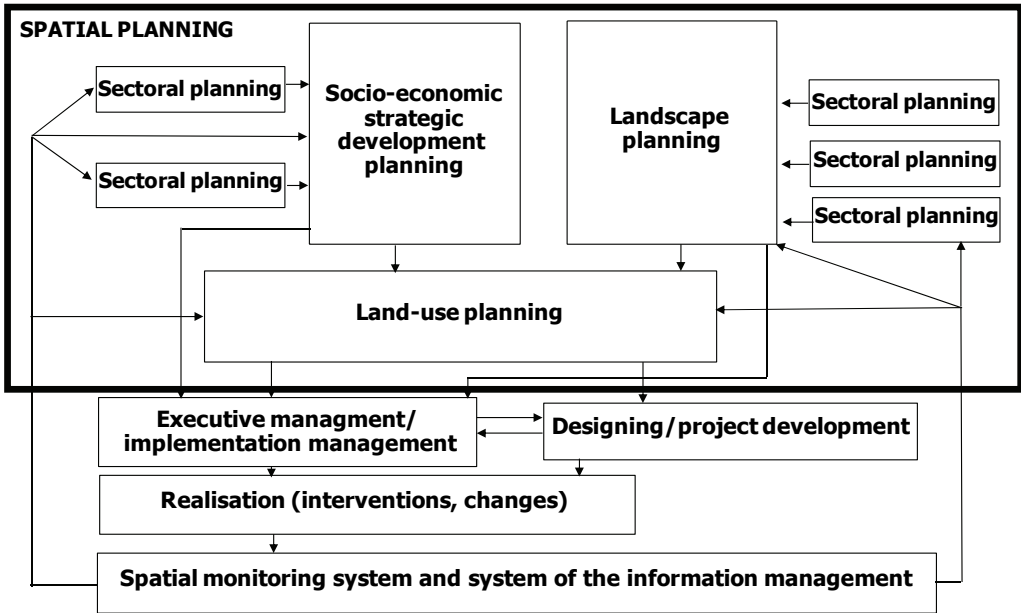 SPATIAL PLANNING
Sectoral planning
Sectoral planning
Socio-economic
strategic
development
planning
Landscape
planning
Sectoral planning
Sectoral planning
Sectoral planning
Land-use planning
Executive managment/
implementation management
Designing/project development
Realisation (interventions, changes)
Spatial monitoring system and system of the information management